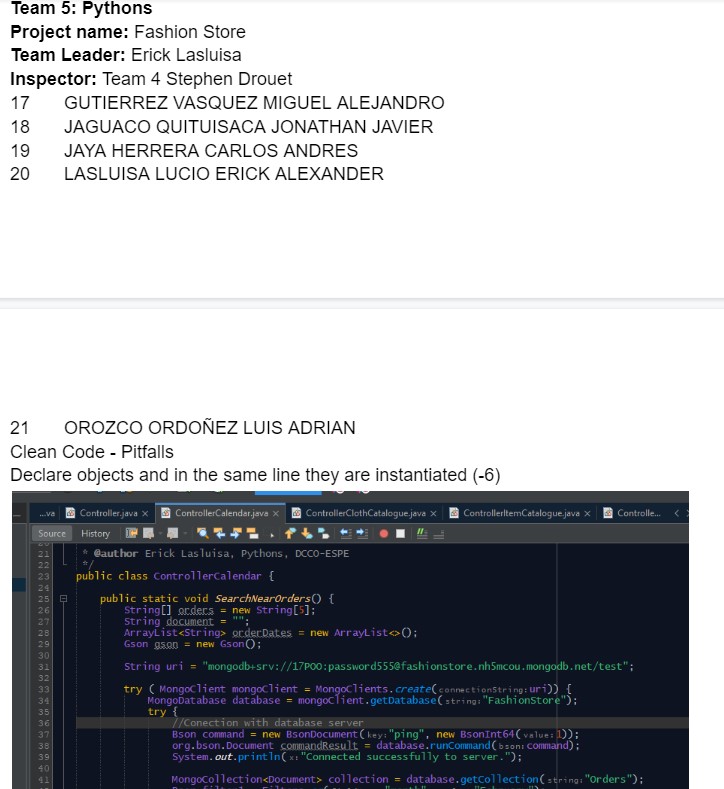 Team 5: Pythons
Project name: Fashion Store
Team Leader: Erick Lasluisa
Inspector: Team 4 Stephen Drouet
17 GUTIERREZ VASQUEZ MIGUEL ALEJANDRO
18 JAGUACO QUITUISACA JONATHAN JAVIER
19 JAYA HERRERA CARLOS ANDRES
20 LASLUISA LUCIO ERICK ALEXANDER
21 OROZCO ORDOÑEZ LUIS ADRIAN
Clean Code - Pitfalls
Declare objects and in the same line they are instantiated (-6)
...va Controller.java × ControllerCalendar.java × ControllerClothCatalogue.java × ControllerItemCatalogue.java × Controlle...
Source History
21 * @author Erick Lasluisa, Pythons, DCCO-ESPE
22 */
23 public class ControllerCalendar {
24
25 public static void SearchNearOrders() {
26 String[] orders = new String[5];
27 String document = "";
28 ArrayList<String> orderDates = new ArrayList<>();
29 Gson gson = new Gson();
30
31 String uri = "mongodb+srv://17POO:password555@fashionstore.nh5mcou.mongodb.net/test";
32
33 try ( MongoClient mongoClient = MongoClients.create(connectionString:uri)) {
34 MongoDatabase database = mongoClient.getDatabase(string:"FashionStore");
35 try {
36 //Conection with database server
37 Bson command = new BsonDocument(key:"ping", new BsonInt64(value:1));
38 org.bson.Document commandResult = database.runCommand(bson:command);
39 System.out.println(x:"Connected successfully to server.");
40
41 MongoCollection<Document> collection = database.getCollection(string:"Orders");